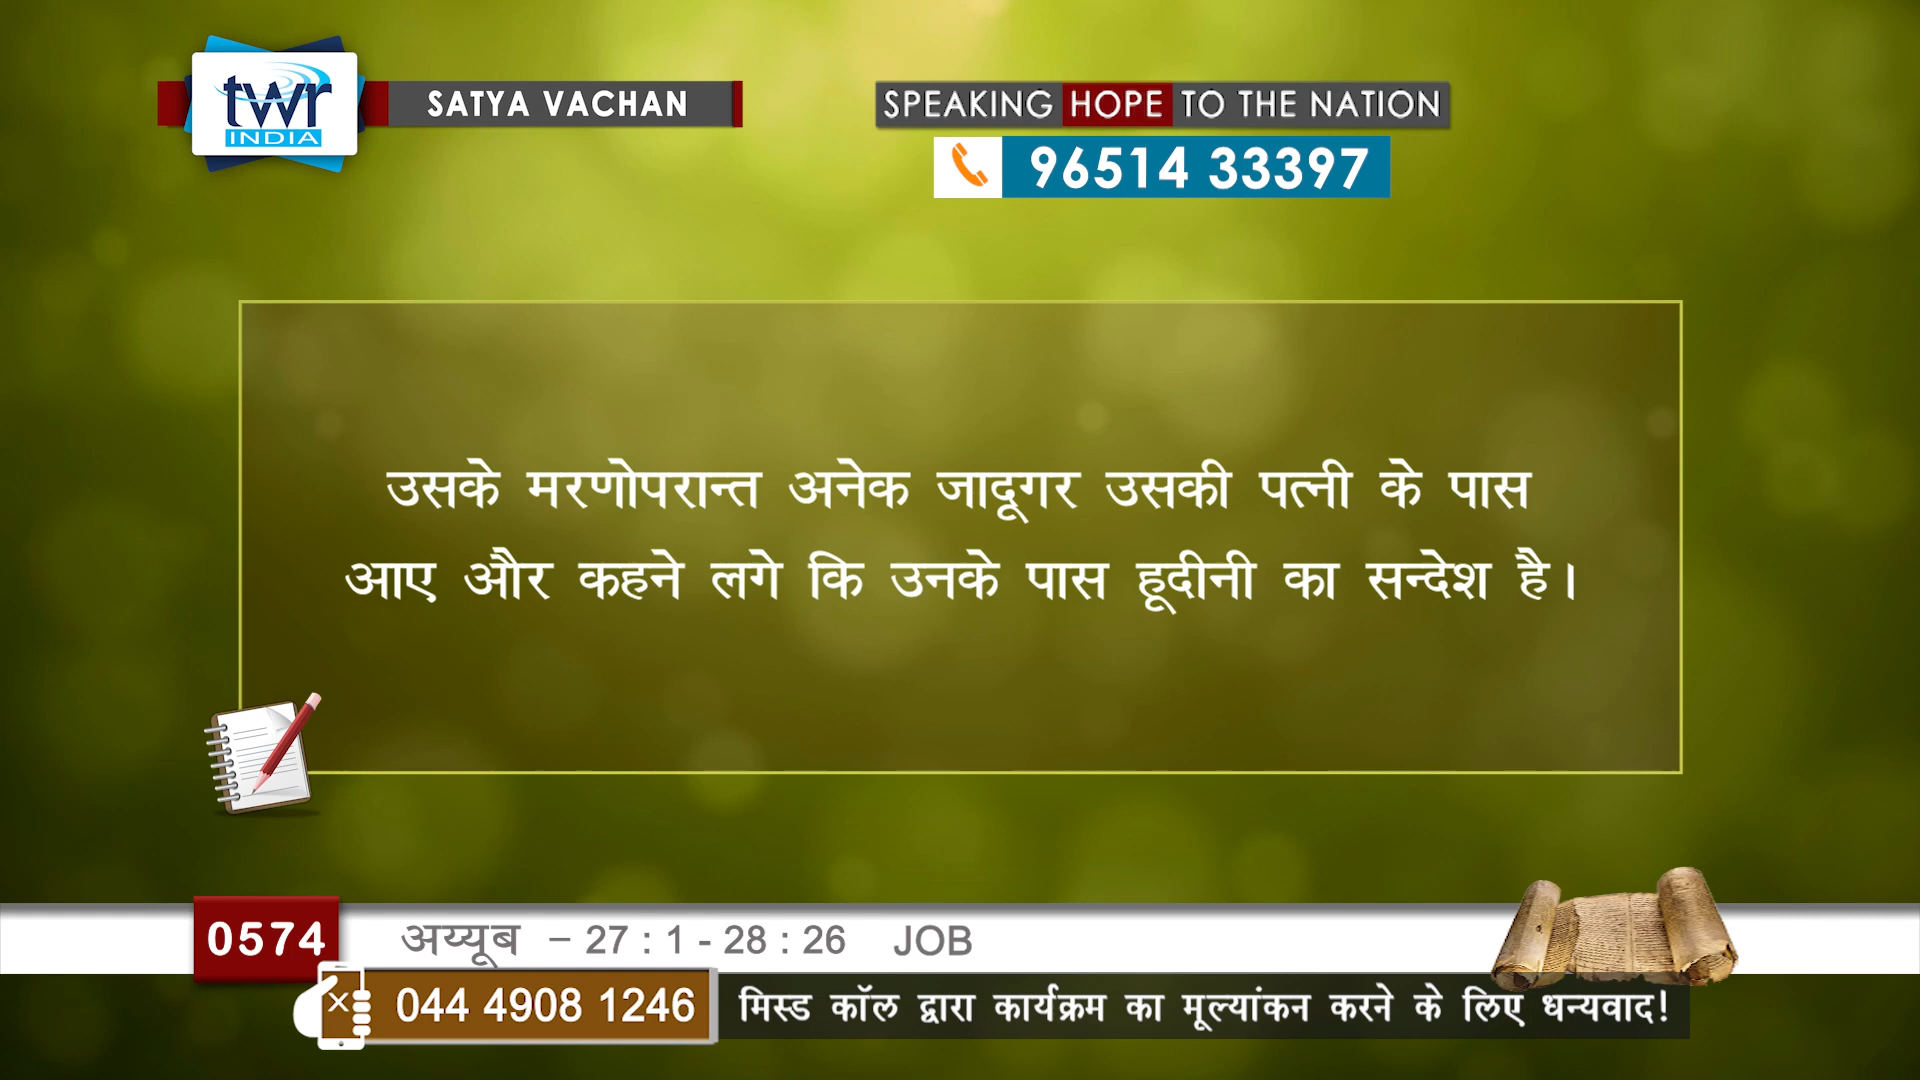 twr
INDIA
SATYA VACHAN
SPEAKING HOPE TO THE NATION
96514 33397
उसके मरणोपरान्त अनेक जादूगर उसकी पत्नी के पास
आए और कहने लगे कि उनके पास हूदीनी का सन्देश है।
0574
अय्यूब – 27 : 1 - 28 : 26 JOB
044 4908 1246
मिस्ड कॉल द्वारा कार्यक्रम का मूल्यांकन करने के लिए धन्यवाद!